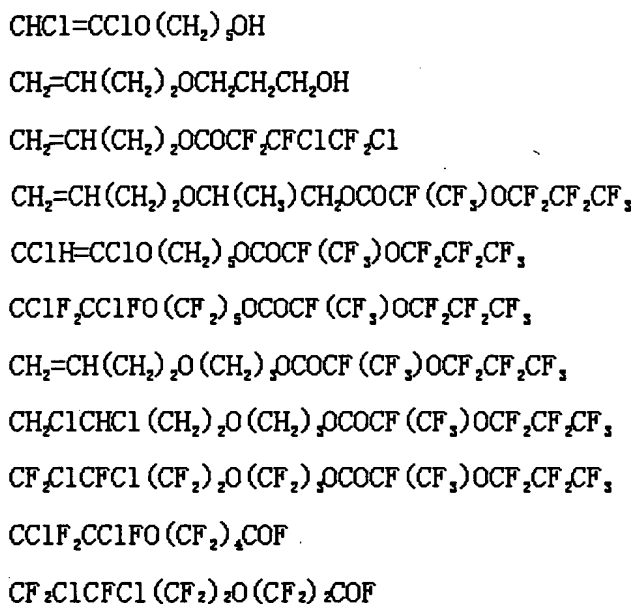 CHCl=CClO(CH₂)₅OH
CH₂=CH(CH₂)₂OCH₂CH₂CH₂OH
CH₂=CH(CH₂)₂OCOCF₂CFClCF₂Cl
CH₂=CH(CH₂)₂OCH(CH₃)CH₂OCOCF(CF₃)OCF₂CF₂CF₃
CClH=CClO(CH₂)₅OCOCF(CF₃)OCF₂CF₂CF₃
CClF₂CClFO(CF₂)₅OCOCF(CF₃)OCF₂CF₂CF₃
CH₂=CH(CH₂)₂O(CH₂)₃OCOCF(CF₃)OCF₂CF₂CF₃
CH₂ClCHCl(CH₂)₂O(CH₂)₃OCOCF(CF₃)OCF₂CF₂CF₃
CF₂ClCFCl(CF₂)₂O(CF₂)₃OCOCF(CF₃)OCF₂CF₂CF₃
CClF₂CClFO(CF₂)₄COF
CF₂ClCFCl(CF₂)₂O(CF₂)₂COF